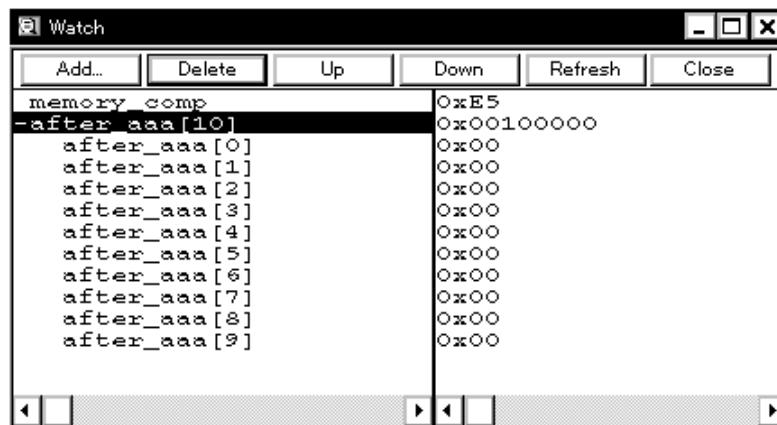 Watch
Add... Delete Up Down Refresh Close
memory_comp 0xE5
-after_aaa[10] 0x00100000
after_aaa[0] 0x00
after_aaa[1] 0x00
after_aaa[2] 0x00
after_aaa[3] 0x00
after_aaa[4] 0x00
after_aaa[5] 0x00
after_aaa[6] 0x00
after_aaa[7] 0x00
after_aaa[8] 0x00
after_aaa[9] 0x00